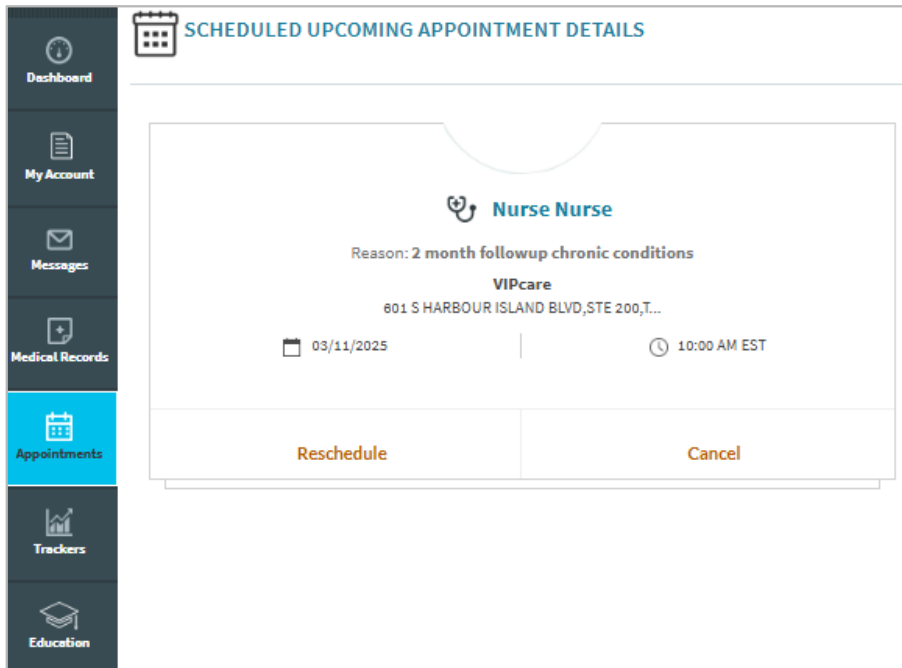 SCHEDULED UPCOMING APPOINTMENT DETAILS
Dashboard
My Account
Messages
Medical Records
Appointments
Trackers
Education
Nurse Nurse
Reason: 2 month followup chronic conditions
VIPcare
601 S HARBOUR ISLAND BLVD,STE 200,T...
03/11/2025
10:00 AM EST
Reschedule
Cancel